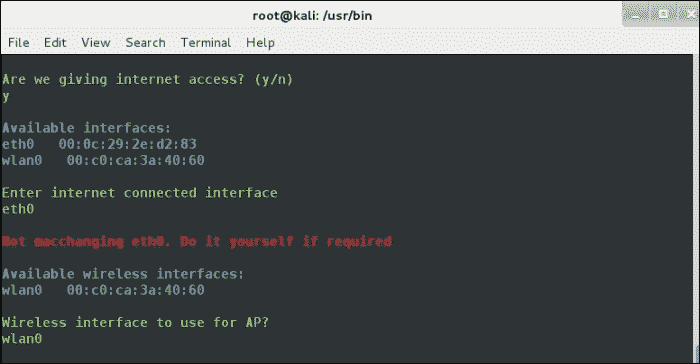 root@kali: /usr/bin
File Edit View Search Terminal Help
Are we giving internet access? (y/n)
y
Available interfaces:
eth0 00:0c:29:2e:d2:83
wlan0 00:c0:ca:3a:40:60
Enter internet connected interface
eth0
Not macchanging eth0. Do it yourself if required
Available wireless interfaces:
wlan0 00:c0:ca:3a:40:60
Wireless interface to use for AP?
wlan0